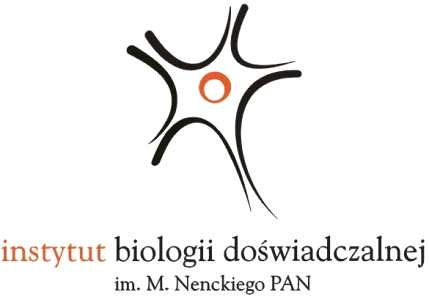 instytut biologii doświadczalnej
im. M. Nenckiego PAN